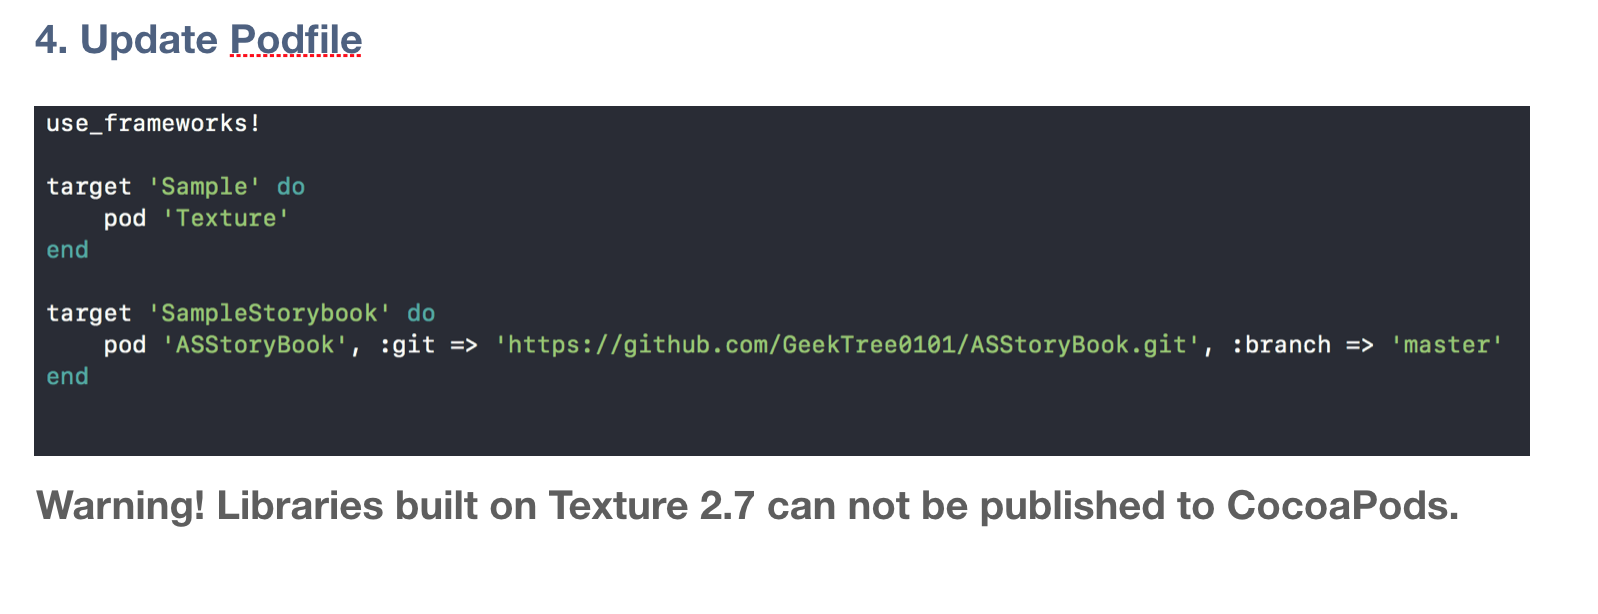 4. Update Podfile
use_frameworks!
target 'Sample' do
pod 'Texture'
end
target 'SampleStorybook' do
pod 'ASStoryBook', :git => 'https://github.com/GeekTree0101/ASStoryBook.git', :branch => 'master'
end
Warning! Libraries built on Texture 2.7 can not be published to CocoaPods.